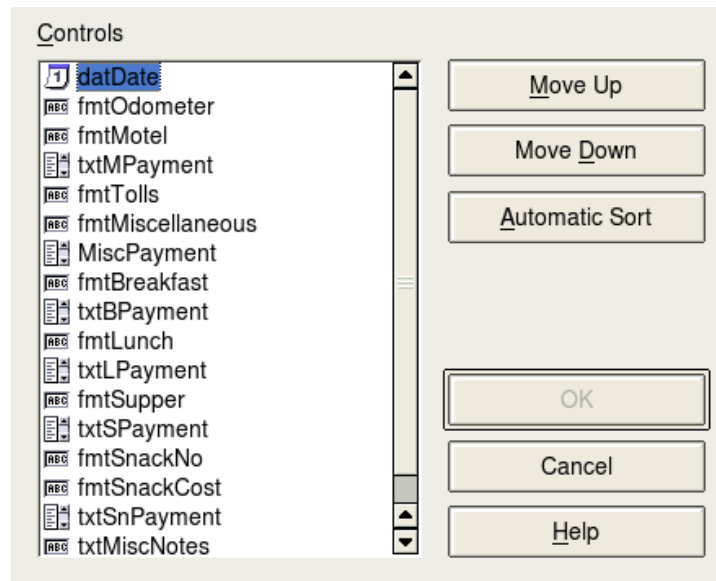 Controls
datDate
fmtOdometer
fmtMotel
txtMPayment
fmtTolls
fmtMiscellaneous
MiscPayment
fmtBreakfast
txtBPayment
fmtLunch
txtLPayment
fmtSupper
txtSPayment
fmtSnackNo
fmtSnackCost
txtSnPayment
txtMiscNotes
Move Up
Move Down
Automatic Sort
OK
Cancel
Help